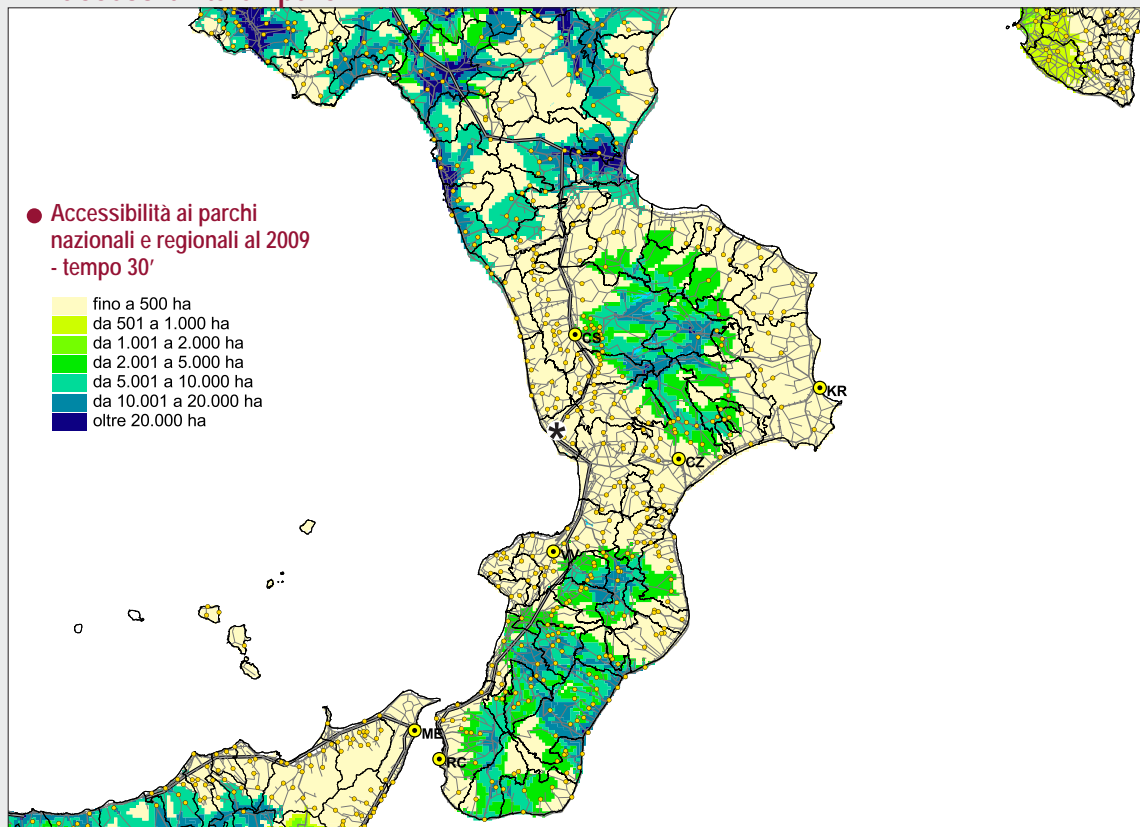 ● Accessibilità ai parchi
nazionali e regionali al 2009
- tempo 30'
fino a 500 ha
da 501 a 1.000 ha
da 1.001 a 2.000 ha
da 2.001 a 5.000 ha
da 5.001 a 10.000 ha
da 10.001 a 20.000 ha
oltre 20.000 ha
CS
KR
*
CZ
VV
ME
RC